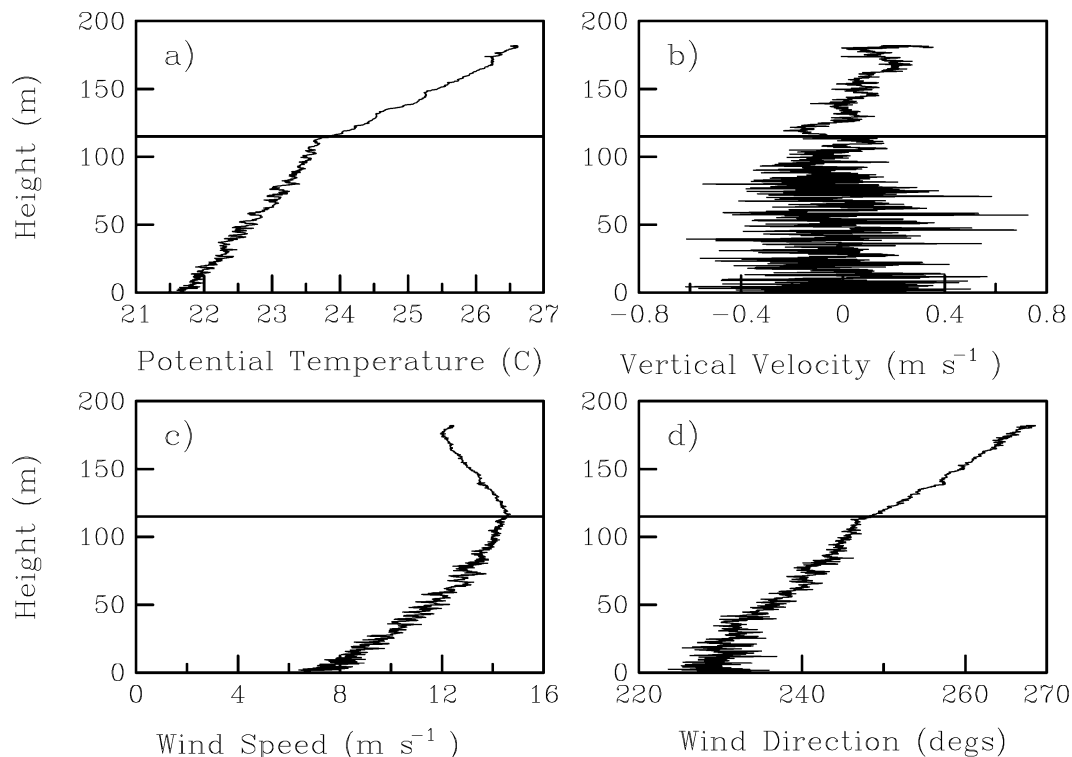 200
150
100
50
0
Height (m)
a)
21 22 23 24 25 26 27
Potential Temperature (C)
200
150
100
50
0
b)
−0.8 −0.4 0 0.4 0.8
Vertical Velocity (m s⁻¹ )
200
150
100
50
0
Height (m)
c)
0 4 8 12 16
Wind Speed (m s⁻¹ )
200
150
100
50
0
d)
220 240 260 270
Wind Direction (degs)